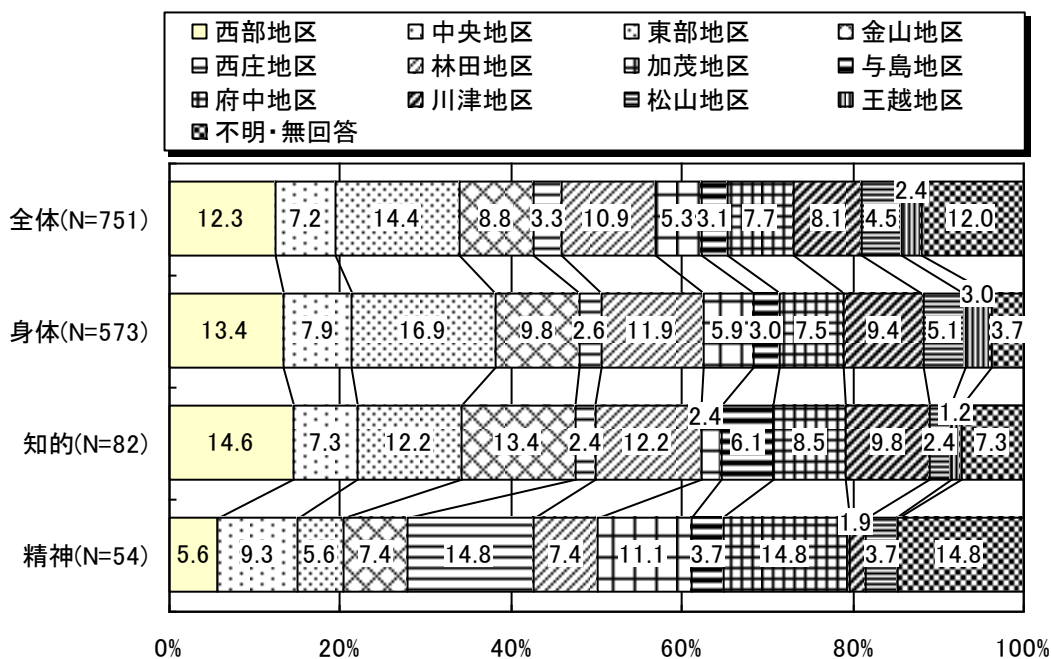 西部地区 中央地区 東部地区 金山地区
西庄地区 林田地区 加茂地区 与島地区
府中地区 川津地区 松山地区 王越地区
不明・無回答
全体(N=751) 12.3 7.2 14.4 8.8 3.3 10.9 5.3 3.1 7.7 8.1 4.5 2.4 12.0
身体(N=573) 13.4 7.9 16.9 9.8 2.6 11.9 5.9 3.0 7.5 9.4 5.1 3.0 3.7
知的(N=82) 14.6 7.3 12.2 13.4 2.4 12.2 2.4 6.1 8.5 9.8 2.4 1.2 7.3
精神(N=54) 5.6 9.3 5.6 7.4 14.8 7.4 11.1 3.7 14.8 1.9 3.7 14.8
0% 20% 40% 60% 80% 100%